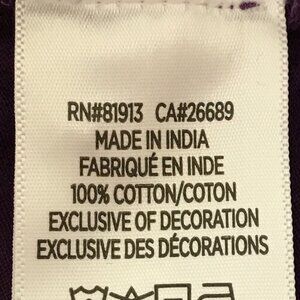 RN#81913 CA#26689
MADE IN INDIA
FABRIQUÉ EN INDE
100% COTTON/COTON
EXCLUSIVE OF DECORATION
EXCLUSIVE DES DÉCORATIONS